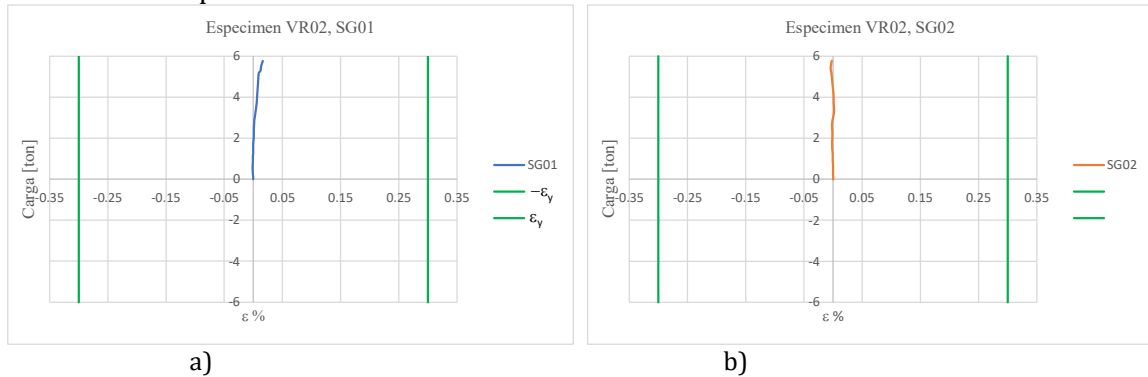 Especimen VR02, SG01
6
4
2
0
-2
-4
-6
-0.35 -0.25 -0.15 -0.05 0.05 0.15 0.25 0.35
Carga [ton]
ε %
SG01
−εy
εy
a)
Especimen VR02, SG02
6
4
2
0
-2
-4
-6
-0.35 -0.25 -0.15 -0.05 0.05 0.15 0.25 0.35
Carga [ton]
ε %
SG02
b)